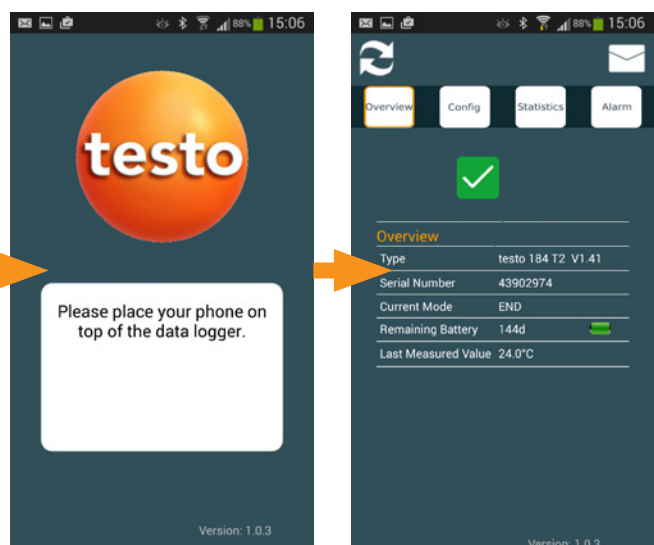 88% 15:06
testo
Please place your phone on
top of the data logger.
Version: 1.0.3
88% 15:06
Overview Config Statistics Alarm
Overview
Type testo 184 T2 V1.41
Serial Number 43902974
Current Mode END
Remaining Battery 144d
Last Measured Value 24.0°C
Version: 1.0.3